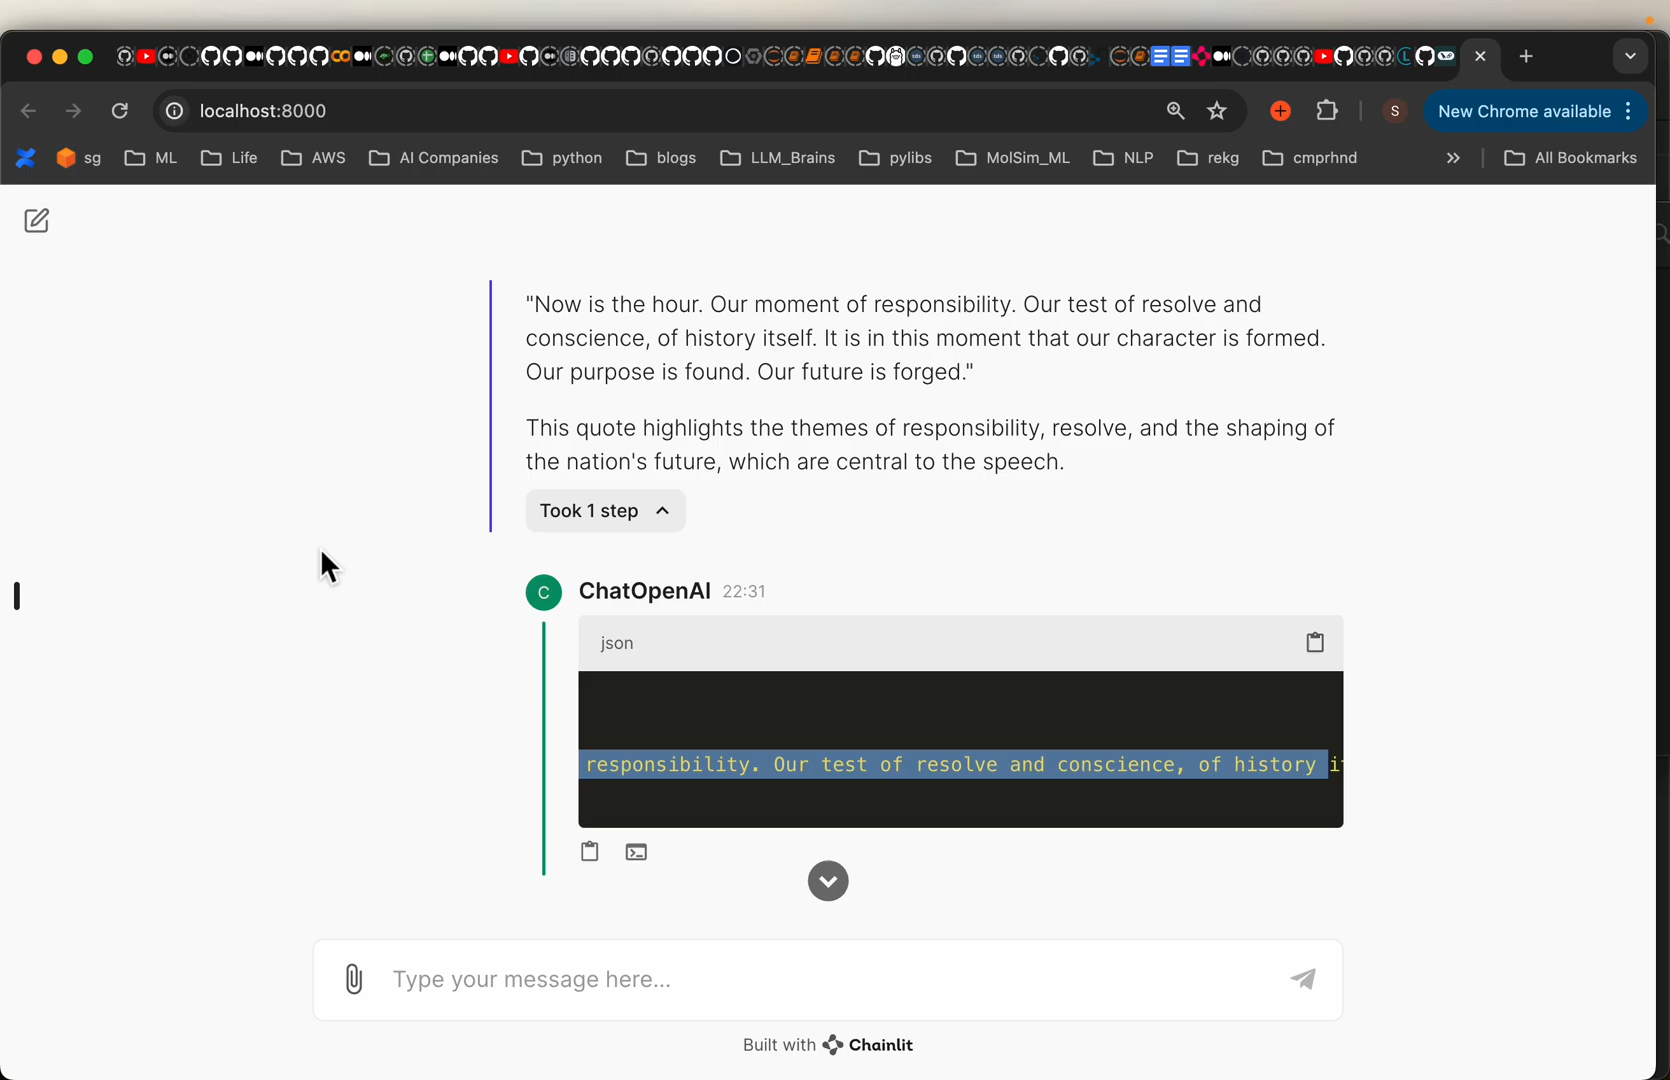 localhost:8000
S
New Chrome available
sg
ML
Life
AWS
AI Companies
python
blogs
LLM_Brains
pylibs
MolSim_ML
NLP
rekg
cmprhnd
All Bookmarks
"Now is the hour. Our moment of responsibility. Our test of resolve and
conscience, of history itself. It is in this moment that our character is formed.
Our purpose is found. Our future is forged."
This quote highlights the themes of responsibility, resolve, and the shaping of
the nation's future, which are central to the speech.
Took 1 step
C
ChatOpenAI 22:31
json
responsibility. Our test of resolve and conscience, of history
Type your message here...
Built with Chainlit